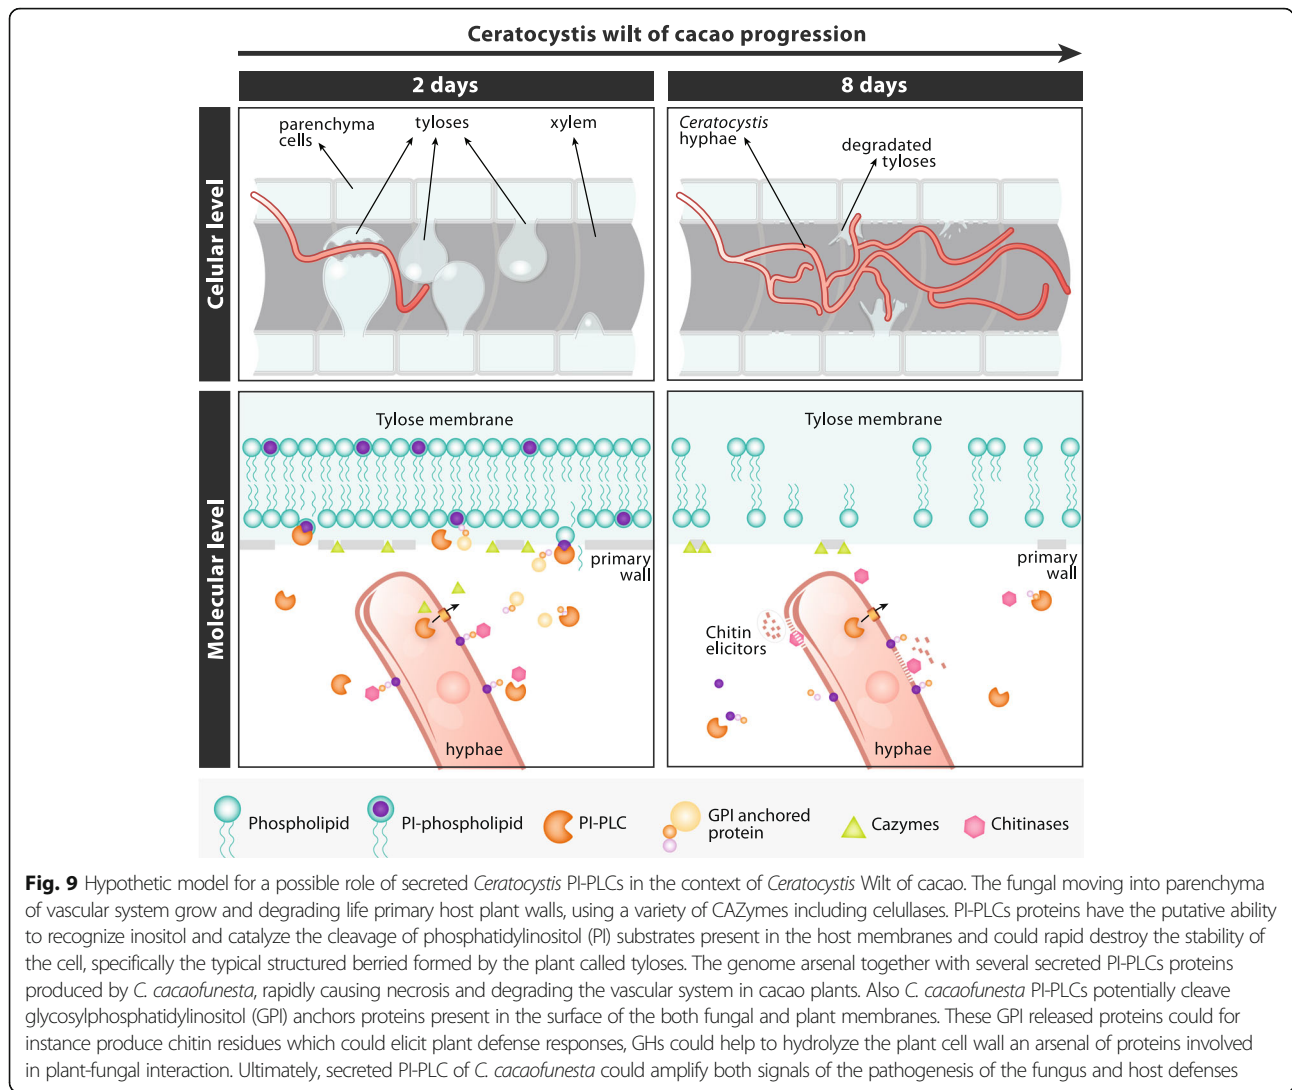 Ceratocystis wilt of cacao progression
2 days
8 days
Celular level
parenchyma
cells
tyloses
xylem
Ceratocystis
hyphae
degradated
tyloses
Molecular level
Tylose membrane
primary
wall
hyphae
Tylose membrane
primary
wall
Chitin
elicitors
hyphae
Phospholipid
PI-phospholipid
PI-PLC
GPI anchored
protein
Cazymes
Chitinases
Fig. 9 Hypothetic model for a possible role of secreted Ceratocystis PI-PLCs in the context of Ceratocystis Wilt of cacao. The fungal moving into parenchyma
of vascular system grow and degrading life primary host plant walls, using a variety of CAZymes including celullases. PI-PLCs proteins have the putative ability
to recognize inositol and catalyze the cleavage of phosphatidylinositol (PI) substrates present in the host membranes and could rapid destroy the stability of
the cell, specifically the typical structured berried formed by the plant called tyloses. The genome arsenal together with several secreted PI-PLCs proteins
produced by C. cacaofunesta, rapidly causing necrosis and degrading the vascular system in cacao plants. Also C. cacaofunesta PI-PLCs potentially cleave
glycosylphosphatidylinositol (GPI) anchors proteins present in the surface of the both fungal and plant membranes. These GPI released proteins could for
instance produce chitin residues which could elicit plant defense responses, GHs could help to hydrolyze the plant cell wall an arsenal of proteins involved
in plant-fungal interaction. Ultimately, secreted PI-PLC of C. cacaofunesta could amplify both signals of the pathogenesis of the fungus and host defenses